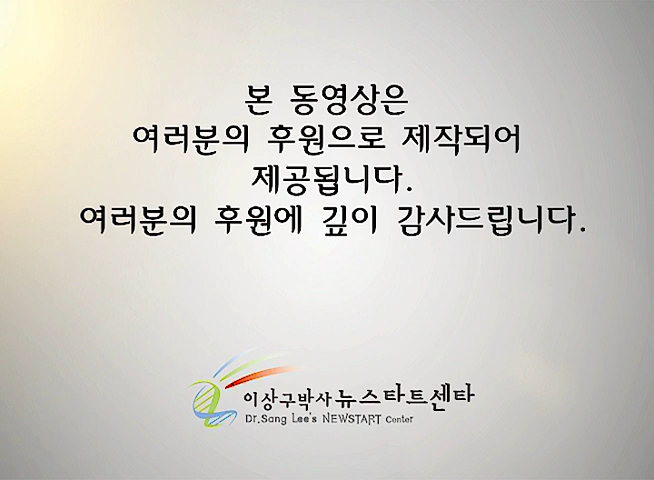 본 동영상은
여러분의 후원으로 제작되어
제공됩니다.
여러분의 후원에 깊이 감사드립니다.
이상구박사 뉴스타트센타
Dr.Sang Lee's NEWSTART Center